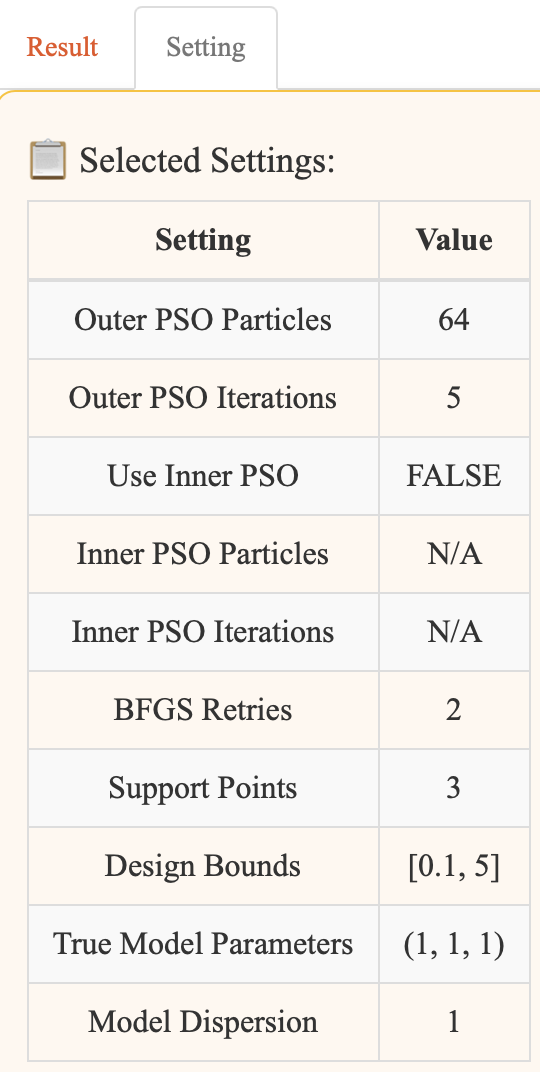 Result Setting
Selected Settings:
Setting Value
Outer PSO Particles 64
Outer PSO Iterations 5
Use Inner PSO FALSE
Inner PSO Particles N/A
Inner PSO Iterations N/A
BFGS Retries 2
Support Points 3
Design Bounds [0.1, 5]
True Model Parameters (1, 1, 1)
Model Dispersion 1